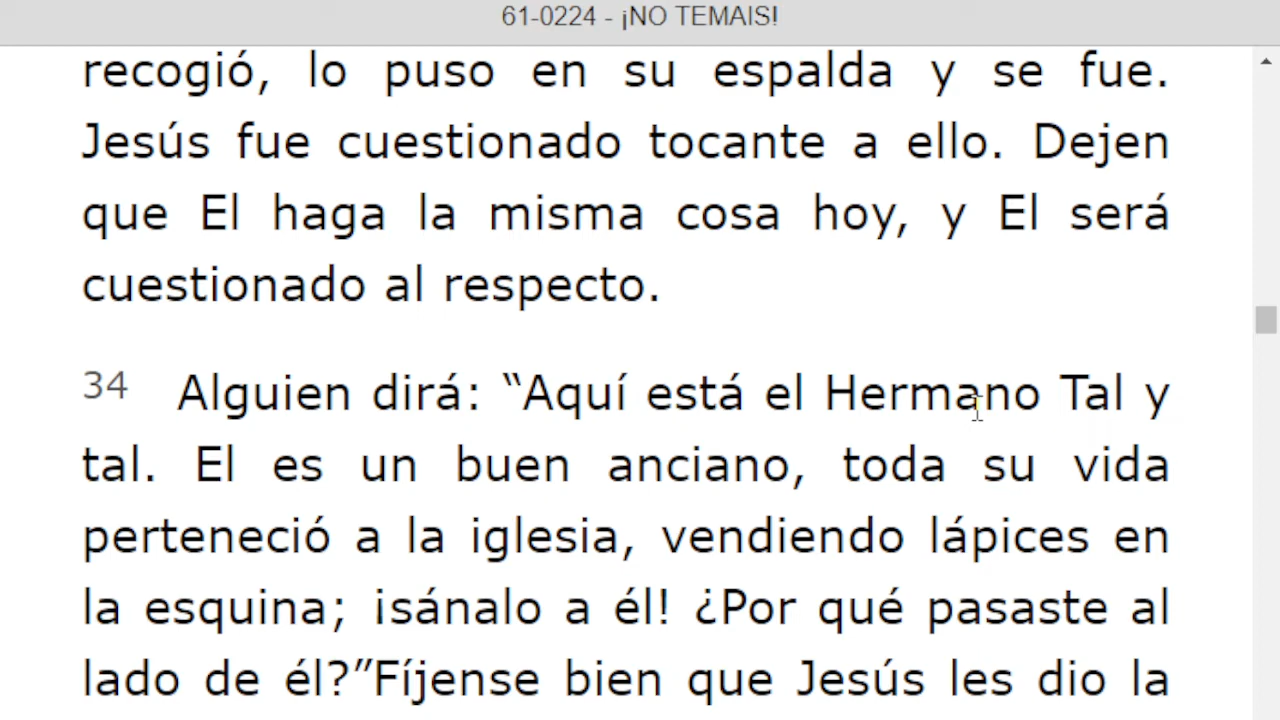 61-0224 - ¡NO TEMAIS!
recogió, lo puso en su espalda y se fue.
Jesús fue cuestionado tocante a ello. Dejen
que El haga la misma cosa hoy, y El será
cuestionado al respecto.
34 Alguien dirá: “Aquí está el Hermano Tal y
tal. El es un buen anciano, toda su vida
perteneció a la iglesia, vendiendo lápices en
la esquina; ¡sánalo a él! ¿Por qué pasaste al
lado de él?”Fíjense bien que Jesús les dio la